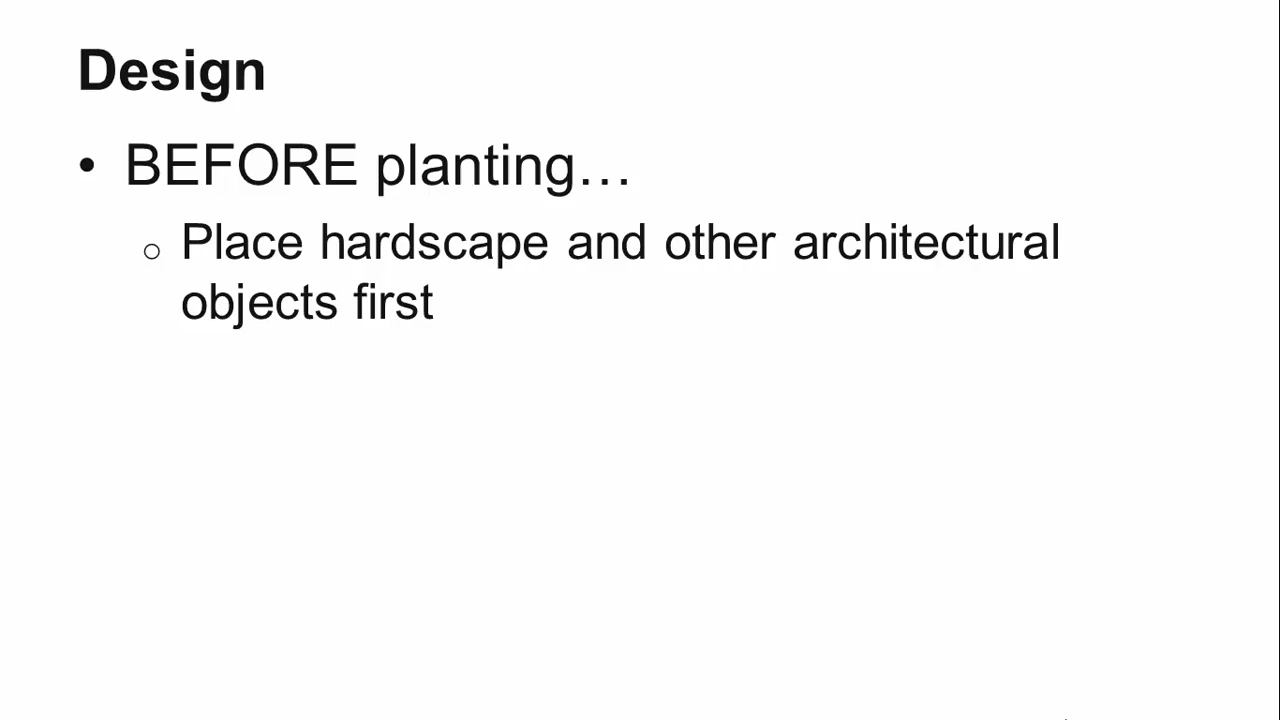 Design
• BEFORE planting…
o Place hardscape and other architectural
objects first